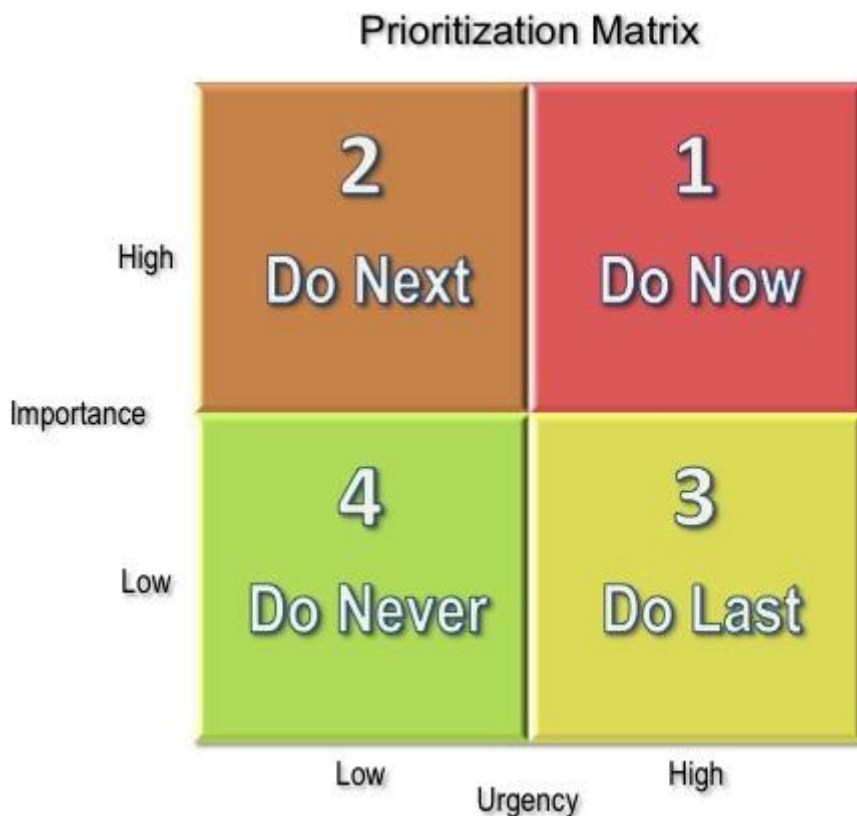 Prioritization Matrix
2
Do Next
1
Do Now
High
Importance
4
Do Never
3
Do Last
Low
Low
High
Urgency